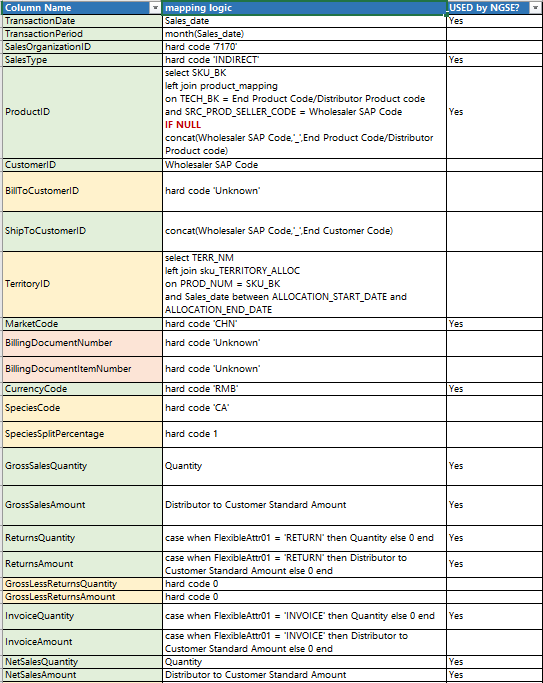 Column Name mapping logic USED by NGSE?
TransactionDate Sales_date Yes
TransactionPeriod month(Sales_date)
SalesOrganizationID hard code '7170'
SalesType hard code 'INDIRECT' Yes
select SKU_BK
left join product_mapping
on TECH_BK = End Product Code/Distributor Product code
ProductID and SRC_PROD_SELLER_CODE = Wholesaler SAP Code Yes
IF NULL
concat(Wholesaler SAP Code,'_',End Product Code/Distributor
Product code)
CustomerID Wholesaler SAP Code
BillToCustomerID hard code 'Unknown'
ShipToCustomerID concat(Wholesaler SAP Code,'_',End Customer Code)
select TERR_NM
left join sku_TERRITORY_ALLOC
TerritoryID on PROD_NUM = SKU_BK
and Sales_date between ALLOCATION_START_DATE and
ALLOCATION_END_DATE
MarketCode hard code 'CHN' Yes
BillingDocumentNumber hard code 'Unknown'
BillingDocumentItemNumber hard code 'Unknown'
CurrencyCode hard code 'RMB' Yes
SpeciesCode hard code 'CA'
SpeciesSplitPercentage hard code 1
GrossSalesQuantity Quantity Yes
GrossSalesAmount Distributor to Customer Standard Amount Yes
ReturnsQuantity case when FlexibleAttr01 = 'RETURN' then Quantity else 0 end Yes
ReturnsAmount case when FlexibleAttr01 = 'RETURN' then Distributor to Yes
Customer Standard Amount else 0 end
GrossLessReturnsQuantity hard code 0
GrossLessReturnsAmount hard code 0
InvoiceQuantity case when FlexibleAttr01 = 'INVOICE' then Quantity else 0 end Yes
InvoiceAmount case when FlexibleAttr01 = 'INVOICE' then Distributor to
Customer Standard Amount else 0 end
NetSalesQuantity Quantity Yes
NetSalesAmount Distributor to Customer Standard Amount Yes